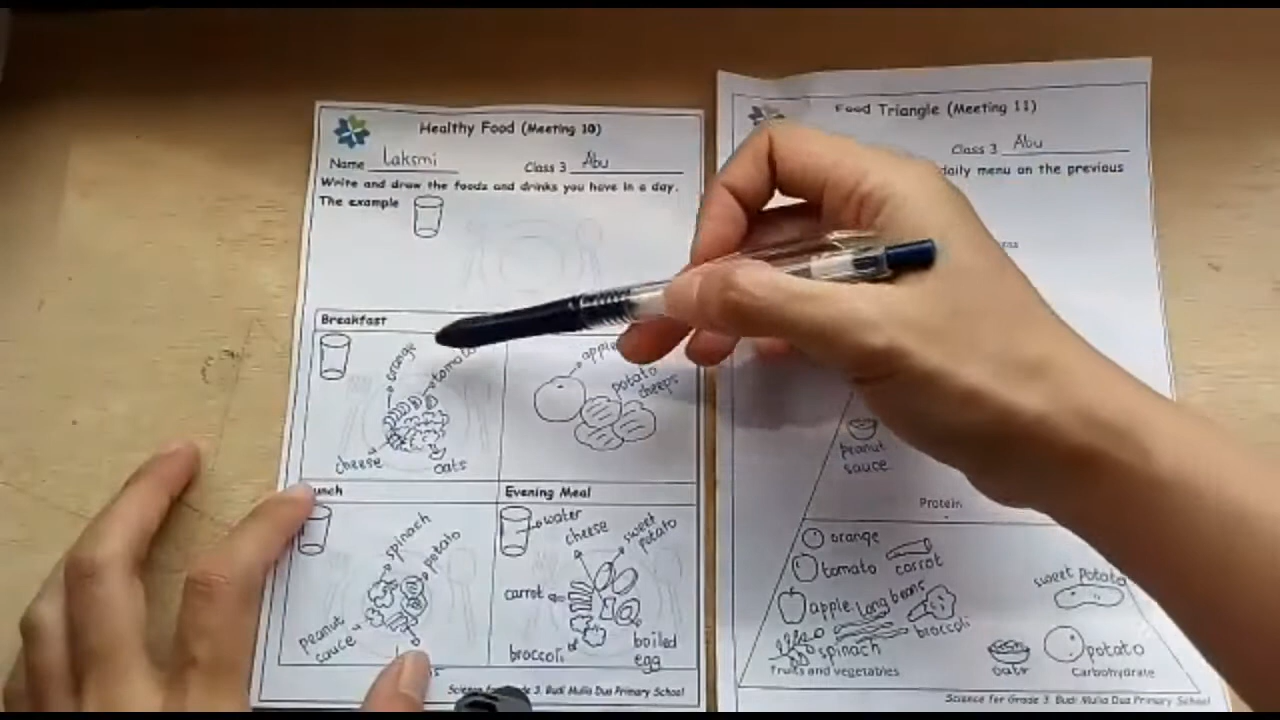 Healthy Food (Meeting 10)
Name Laksmi Class 3 Abu
Write and draw the foods and drinks you have in a day.
The example
Breakfast
orange
tomato
cheese
oats
apple
potato
cheeps
spinach
potato
peanut
sauce
Evening Meal
water
cheese
sweet
potato
carrot
broccoli
boiled
egg
Science for Grade 3. Budi Mulia Dua Primary School
Food Triangle (Meeting 11)
Class 3 Abu
daily menu on the previous
peanut
sauce
Protein
orange
tomato
carrot
apple
long beans
broccoli
spinach
Fruits and vegetables
sweet potato
oats
potato
Carbohydrate
Science for Grade 3. Budi Mulia Dua Primary School